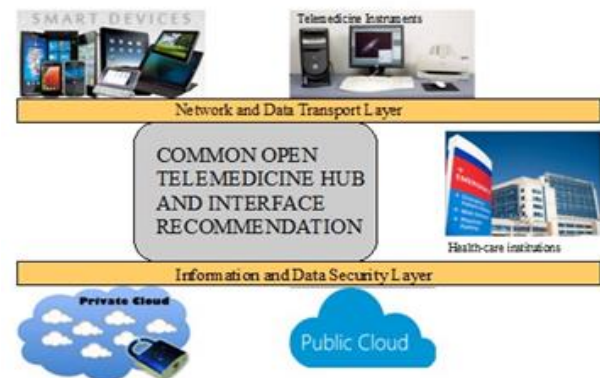 SMART DEVICES
Telemedicine Instruments
Network and Data Transport Layer
COMMON OPEN
TELEMEDICINE HUB
AND INTERFACE
RECOMMENDATION
EMERGENCY
Health-care institutions
Information and Data Security Layer
Private Cloud
Public Cloud